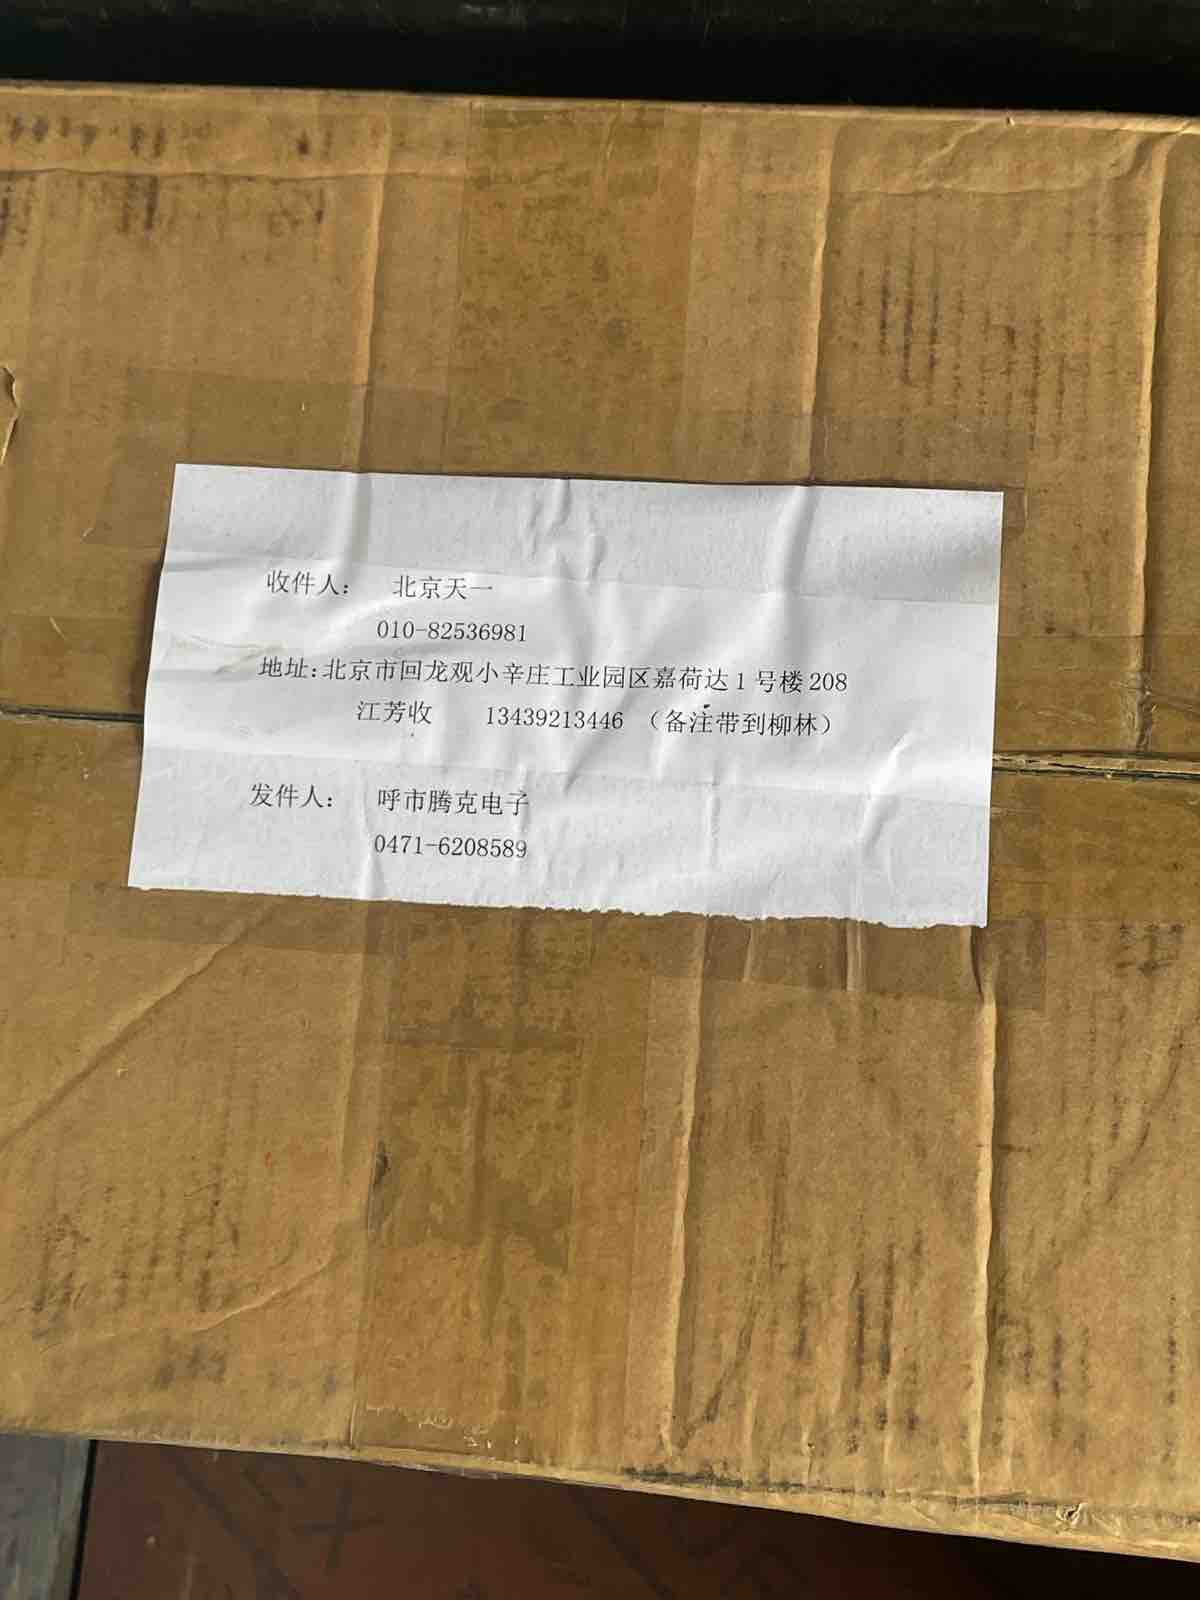 收件人： 北京天一
010-82536981
地址:北京市回龙观小辛庄工业园区嘉荷达1号楼208
江芳收 13439213446 （备注带到柳林）
发件人： 呼市腾克电子
0471-6208589